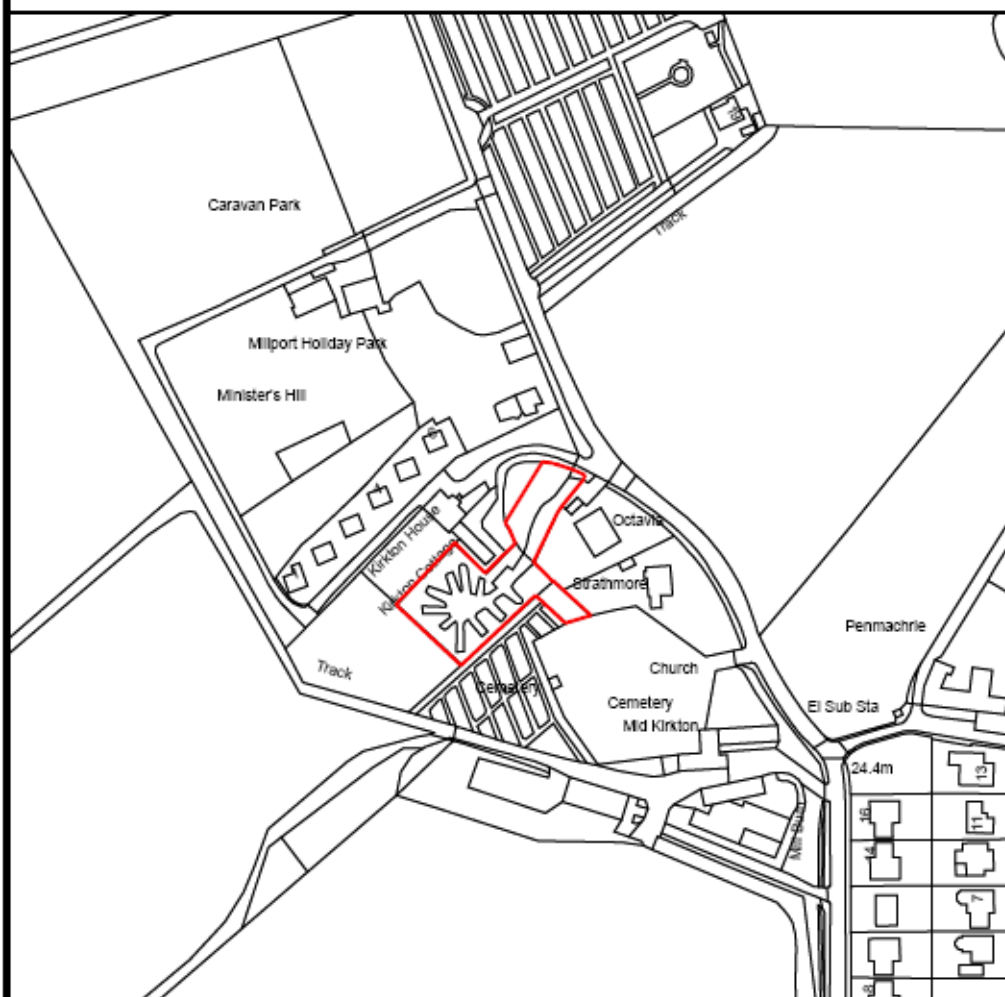 Track
Caravan Park
Millport Holiday Park
Minister's Hill
Kirkton House
Kirkton Cottage
Octavia
Strathmore
Penmachrie
Track
Church
Cemetery
Cemetery
Mid Kirkton
El Sub Sta
24.4m
13
16
11
14
Mill Burn
7
8